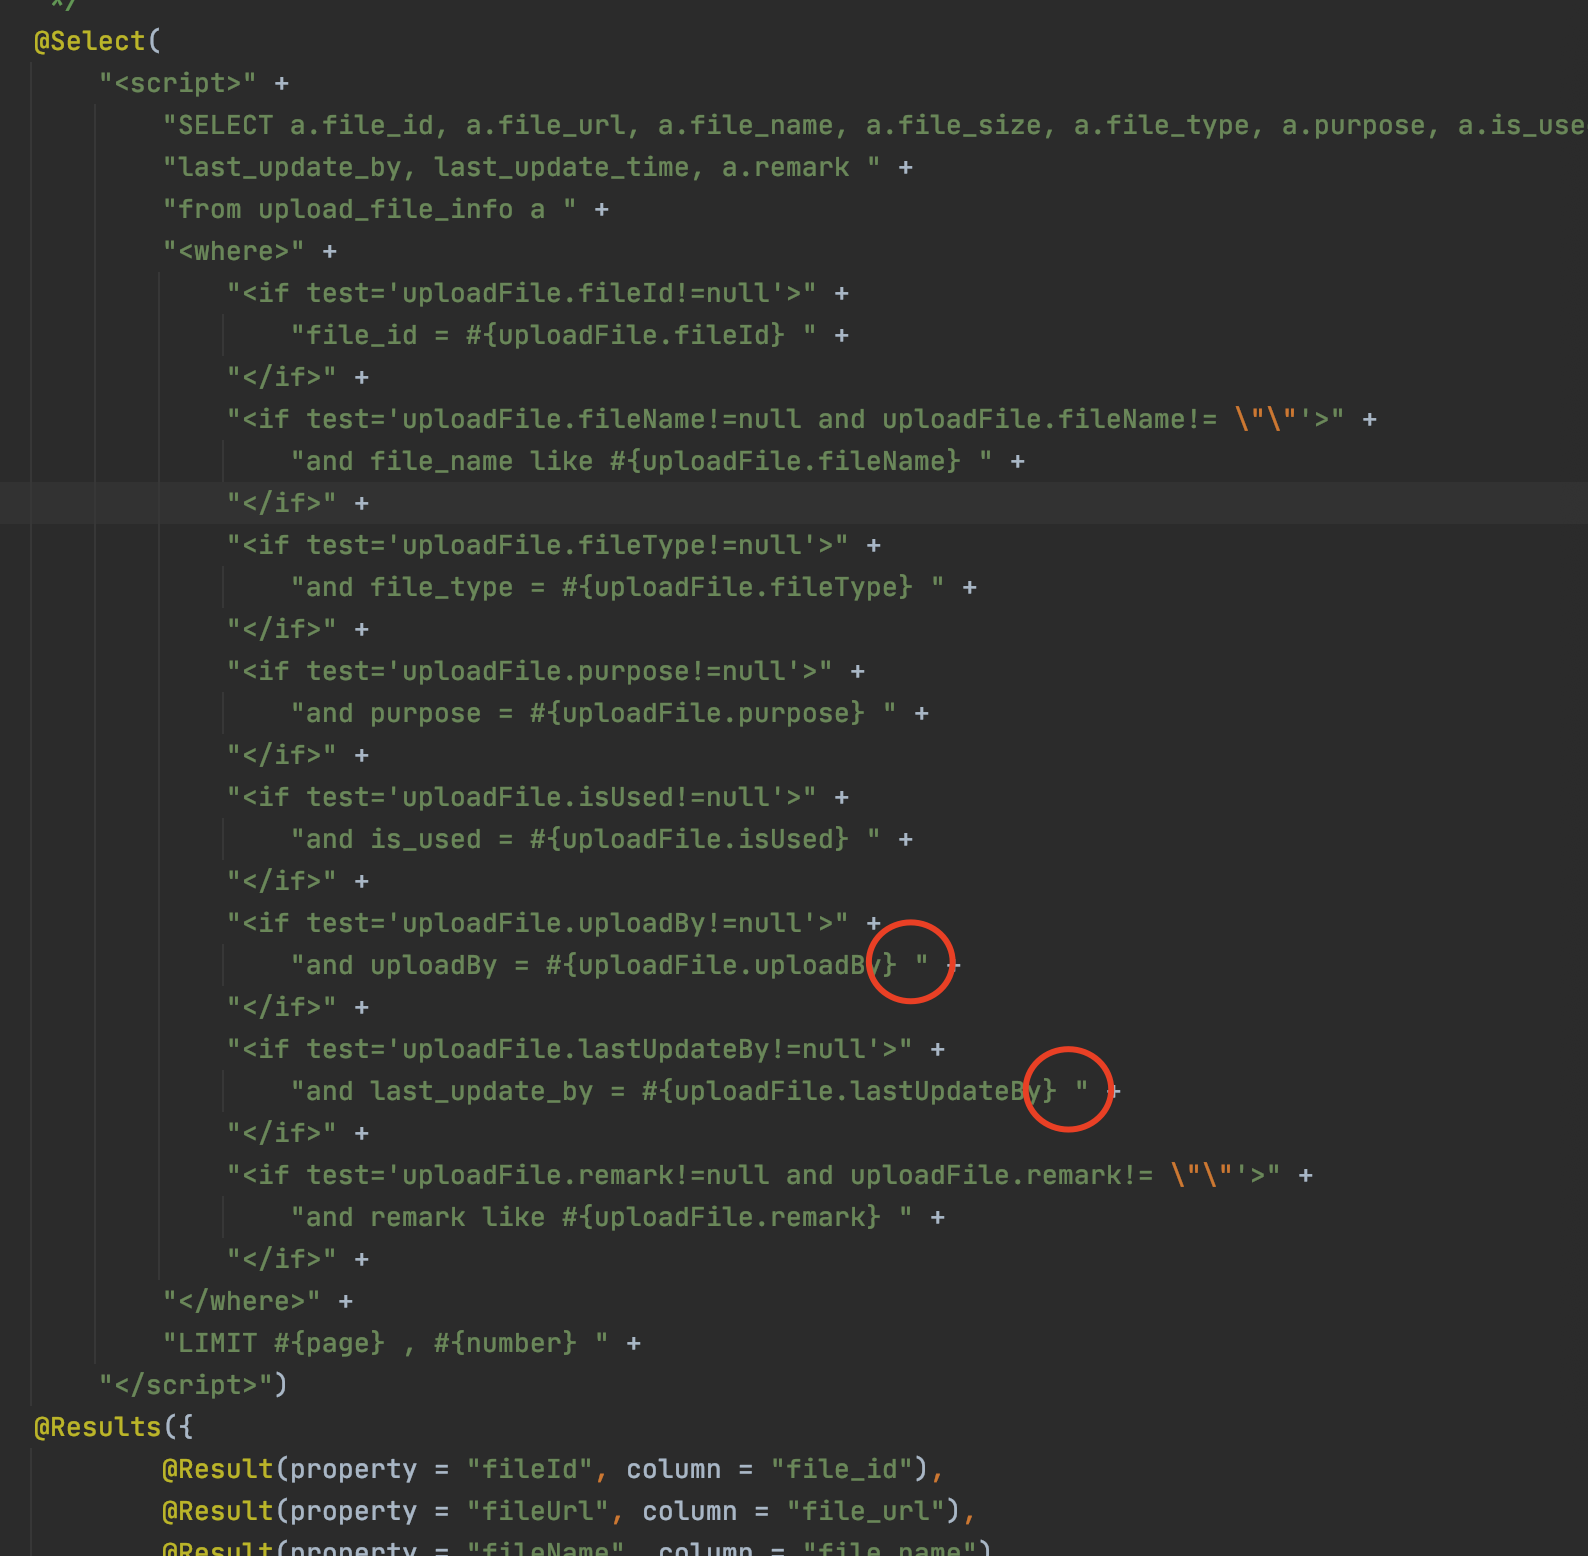 */
@Select(
"<script>" +
"SELECT a.file_id, a.file_url, a.file_name, a.file_size, a.file_type, a.purpose, a.is_use
"last_update_by, last_update_time, a.remark " +
"from upload_file_info a " +
"<where>" +
"<if test='uploadFile.fileId!=null'>" +
"file_id = #{uploadFile.fileId} " +
"</if>" +
"<if test='uploadFile.fileName!=null and uploadFile.fileName!= \"\"'>" +
"and file_name like #{uploadFile.fileName} " +
"</if>" +
"<if test='uploadFile.fileType!=null'>" +
"and file_type = #{uploadFile.fileType} " +
"</if>" +
"<if test='uploadFile.purpose!=null'>" +
"and purpose = #{uploadFile.purpose} " +
"</if>" +
"<if test='uploadFile.isUsed!=null'>" +
"and is_used = #{uploadFile.isUsed} " +
"</if>" +
"<if test='uploadFile.uploadBy!=null'>" +
"and uploadBy = #{uploadFile.uploadBy} " +
"</if>" +
"<if test='uploadFile.lastUpdateBy!=null'>" +
"and last_update_by = #{uploadFile.lastUpdateBy} " +
"</if>" +
"<if test='uploadFile.remark!=null and uploadFile.remark!= \"\"'>" +
"and remark like #{uploadFile.remark} " +
"</if>" +
"</where>" +
"LIMIT #{page} , #{number} " +
"</script>")
@Results({
@Result(property = "fileId", column = "file_id"),
@Result(property = "fileUrl", column = "file_url"),
@Result(property = "fileName", column = "file_name")